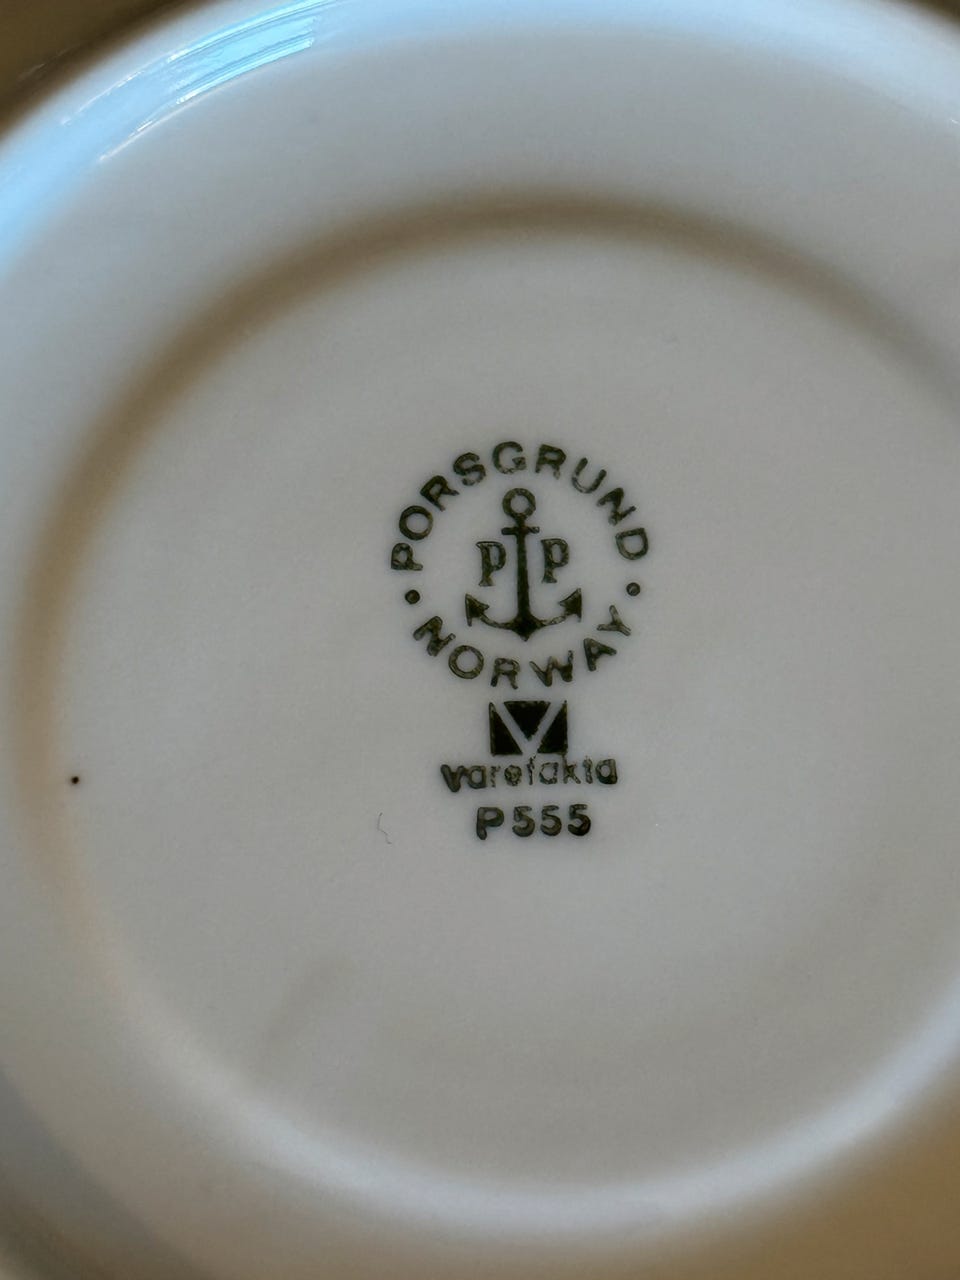 • PORSGRUND •
P P
NORWAY
varefakta
P555